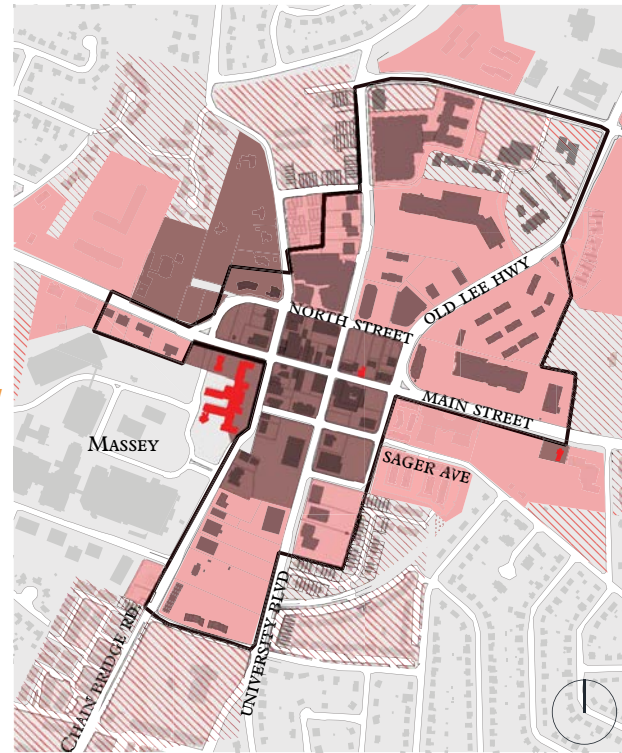 NORTH STREET
OLD LEE HWY
MAIN STREET
MASSEY
SAGER AVE
CHAIN BRIDGE RD
UNIVERSITY BLVD